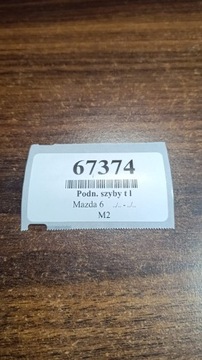 67374
Podn. szyby t l
Mazda 6 ../.. - ../..
M2